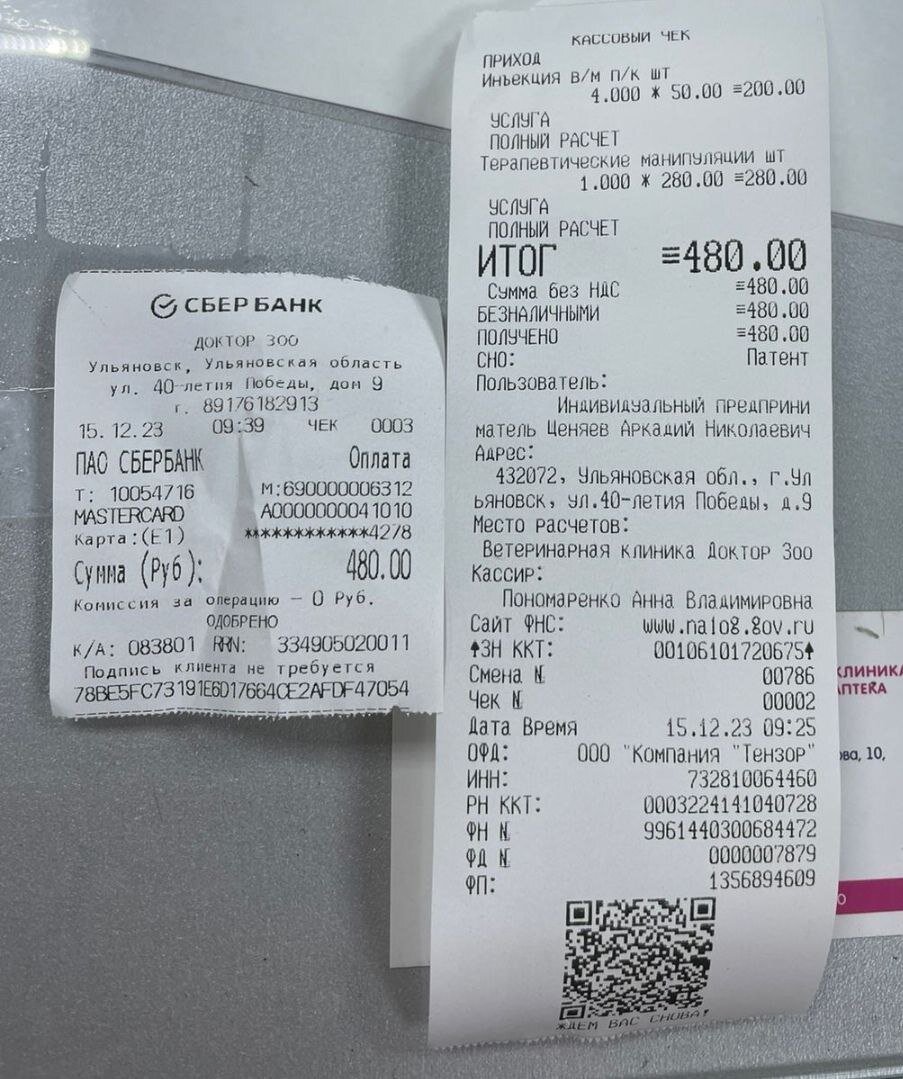 СБЕР БАНК
ДОКТОР ЗОО
Ульяновск, Ульяновская область
ул. 40-летия Победы, дом 9
т. 89176182913
15.12.23 09:39 ЧЕК 0003
ПАО СБЕРБАНК Оплата
Т: 10054716 М:690000006312
MASTERCARD A0000000041010
Карта:(E1) ************4278
Сумма (Руб): 480.00
Комиссия за операцию – 0 Руб.
ОДОБРЕНО
К/А: 083801 RRN: 334905020011
Подпись клиента не требуется
78BE5FC73191E6D17664CE2AFDF47054
КАССОВЫЙ ЧЕК
ПРИХОД
Инъекция В/М П/К шт
4.000 * 50.00 ≡200.00
УСЛУГА
ПОЛНЫЙ РАСЧЕТ
Терапевтические манипуляции шт
1.000 * 280.00 ≡280.00
УСЛУГА
ПОЛНЫЙ РАСЧЕТ
ИТОГ ≡480.00
Сумма без НДС ≡480.00
БЕЗНАЛИЧНЫМИ ≡480.00
ПОЛУЧЕНО ≡480.00
СНО: Патент
Пользователь:
Индивидуальный предприни
матель Ценяев Аркадий Николаевич
Адрес:
432072, Ульяновская обл., г.Ул
ьяновск, ул.40-летия Победы, д.9
Место расчетов:
Ветеринарная клиника Доктор Зоо
Кассир:
Пономаренко Анна Владимировна
Сайт ФНС: www.nalog.gov.ru
↑ЗН ККТ: 00106101720675↑
Смена № 00786
Чек № 00002
Дата Время 15.12.23 09:25
ОФД: ООО "Компания "Тензор"
ИНН: 732810064460
РН ККТ: 0003224141040728
ФН № 9961440300684472
ФД № 0000007879
ФП: 1356894609
ЖДЕМ ВАС СНОВА!
КЛИНИКА
АПТЕКА
ова, 10,